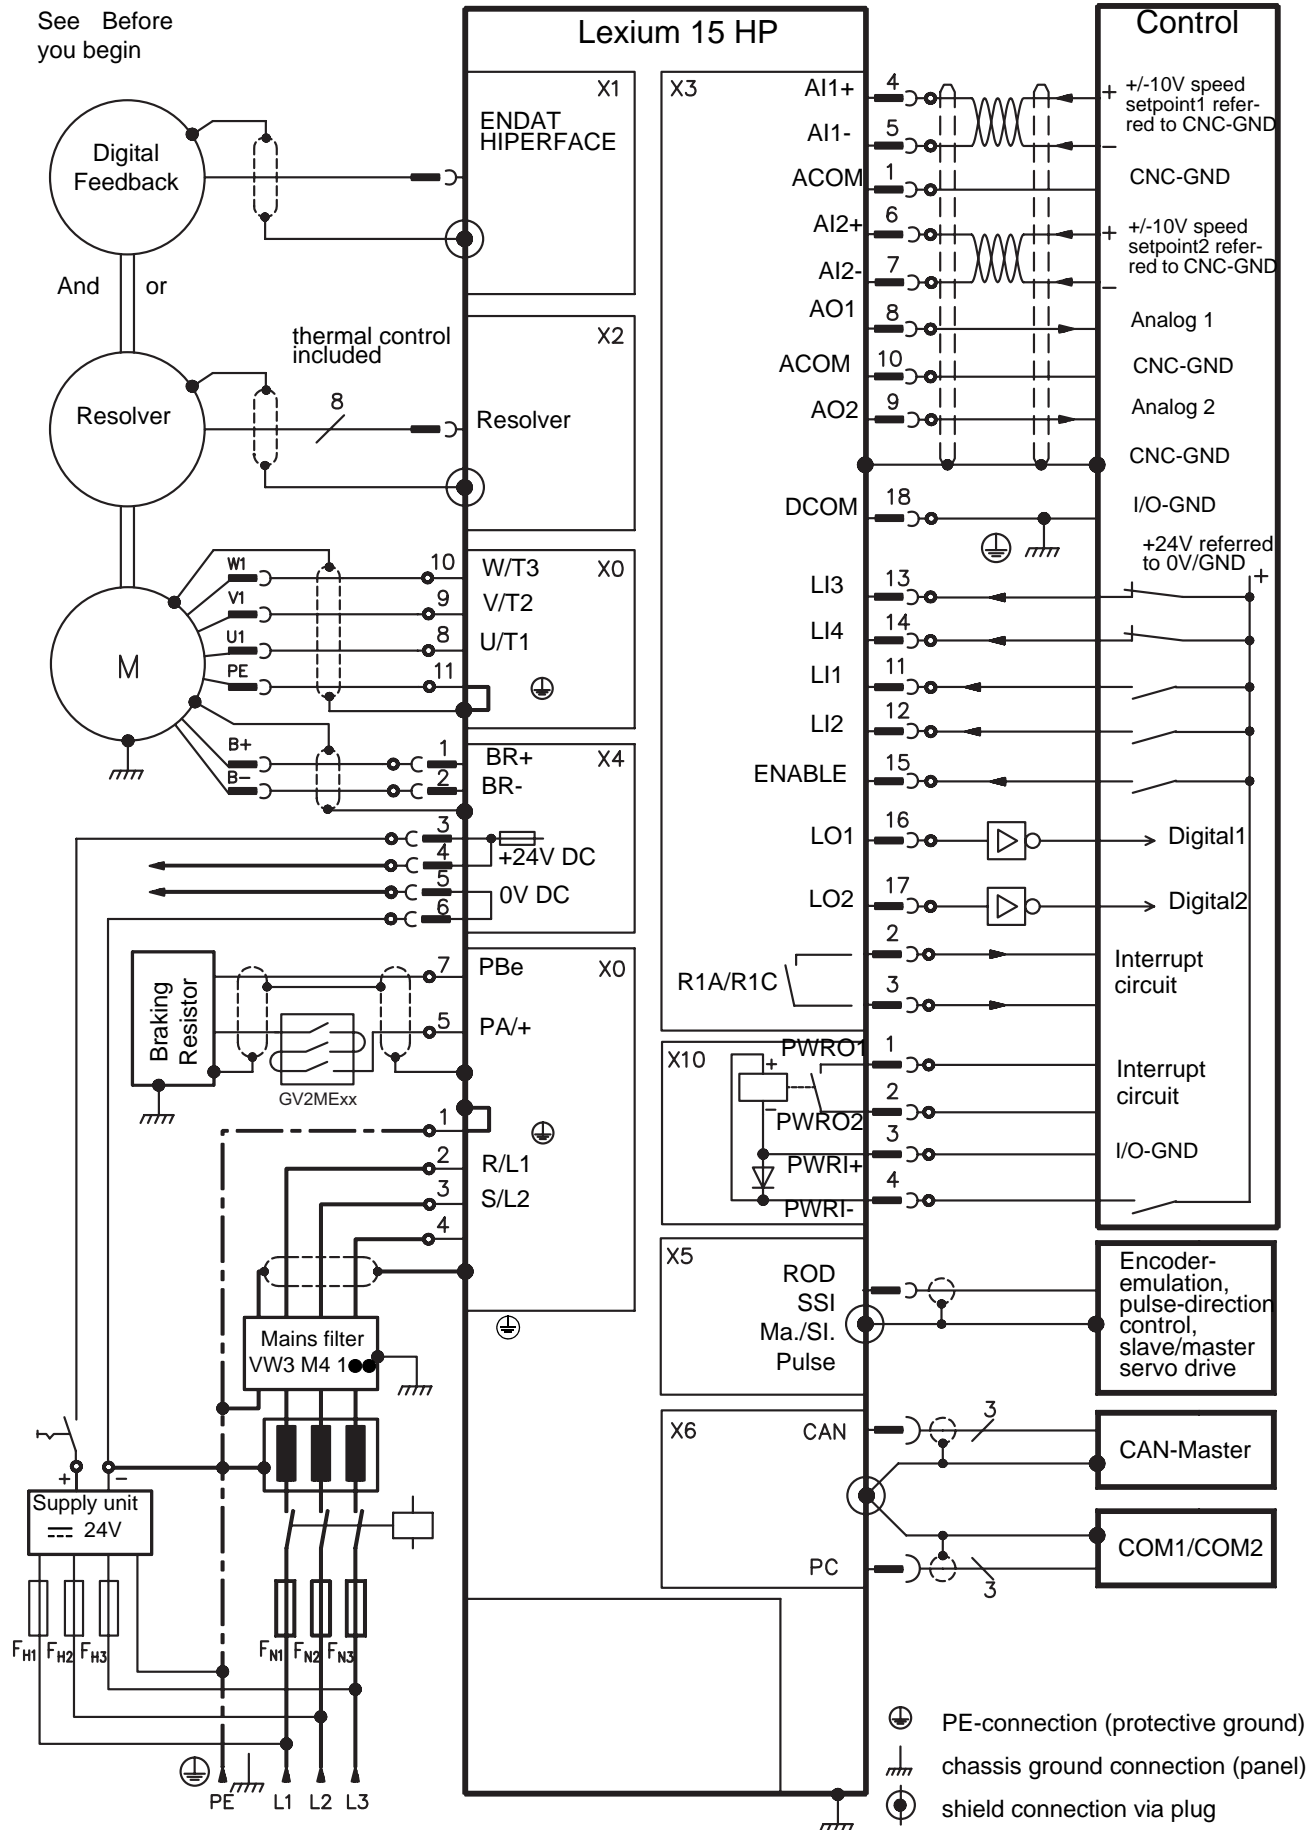 See Before
you begin
Lexium 15 HP
Control
Digital
Feedback
And or
Resolver
thermal control
included
8
M
X1
ENDAT
HIPERFACE
X2
Resolver
W1
V1
U1
PE
10
9
8
11
W/T3
V/T2
U/T1
X0
B+
B−
1
2
BR+
BR-
X4
3
4
5
6
+24V DC
0V DC
Braking
Resistor
GV2MExx
7
5
PBe
PA/+
X0
1
2
3
4
R/L1
S/L2
Mains filter
VW3 M4 1●●
+
−
Supply unit
24V
FH1
FH2
FH3
FN1
FN2
FN3
PE
L1
L2
L3
X3
AI1+
4
+
+/-10V speed
setpoint1 refer-
red to CNC-GND
AI1-
5
−
ACOM
1
CNC-GND
AI2+
6
+
+/-10V speed
setpoint2 refer-
red to CNC-GND
AI2-
7
−
AO1
8
Analog 1
ACOM
10
CNC-GND
AO2
9
Analog 2
CNC-GND
DCOM
18
I/O-GND
+24V referred
to 0V/GND
+
LI3
13
LI4
14
LI1
11
LI2
12
ENABLE
15
LO1
16
Digital1
LO2
17
Digital2
R1A/R1C
2
3
Interrupt
circuit
X10
+
−
PWRO1
1
PWRO2
2
Interrupt
circuit
PWRI+
3
I/O-GND
PWRI-
4
X5
ROD
SSI
Ma./SI.
Pulse
Encoder-
emulation,
pulse-direction
control,
slave/master
servo drive
X6
CAN
3
CAN-Master
PC
3
COM1/COM2
PE-connection (protective ground)
chassis ground connection (panel)
shield connection via plug